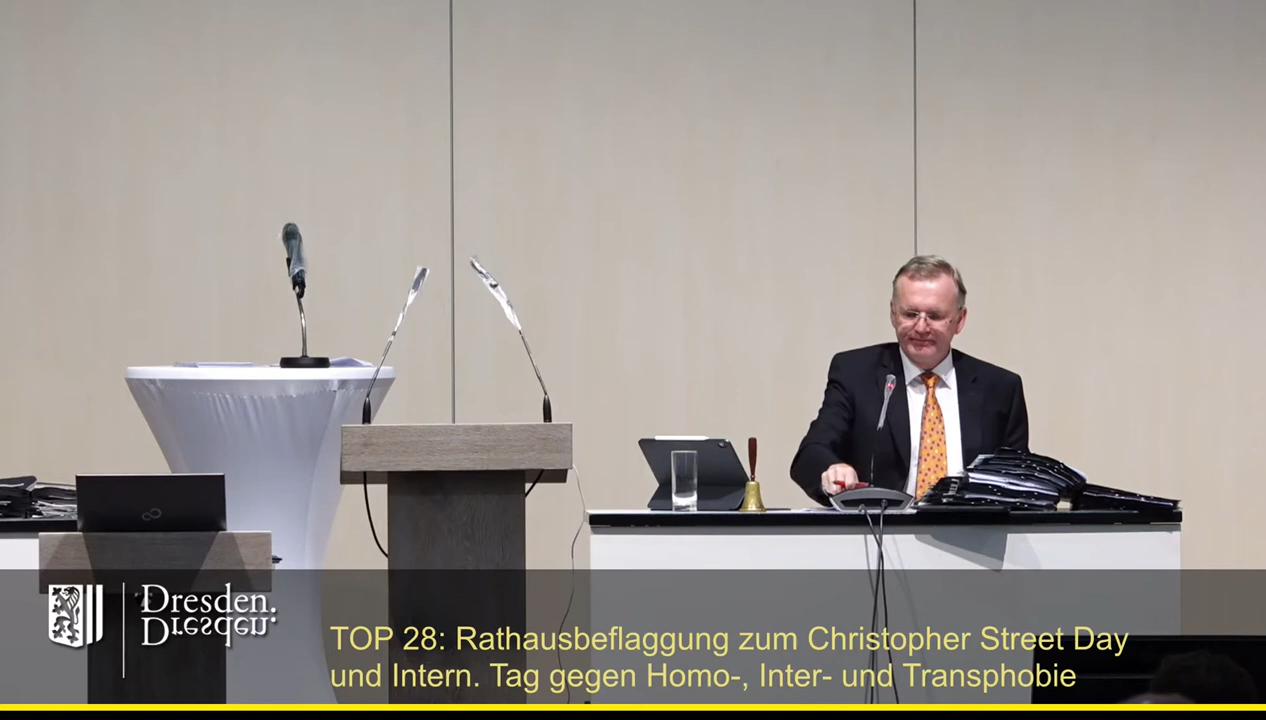 Dresden.
Dresden.
TOP 28: Rathausbeflaggung zum Christopher Street Day
und Intern. Tag gegen Homo-, Inter- und Transphobie